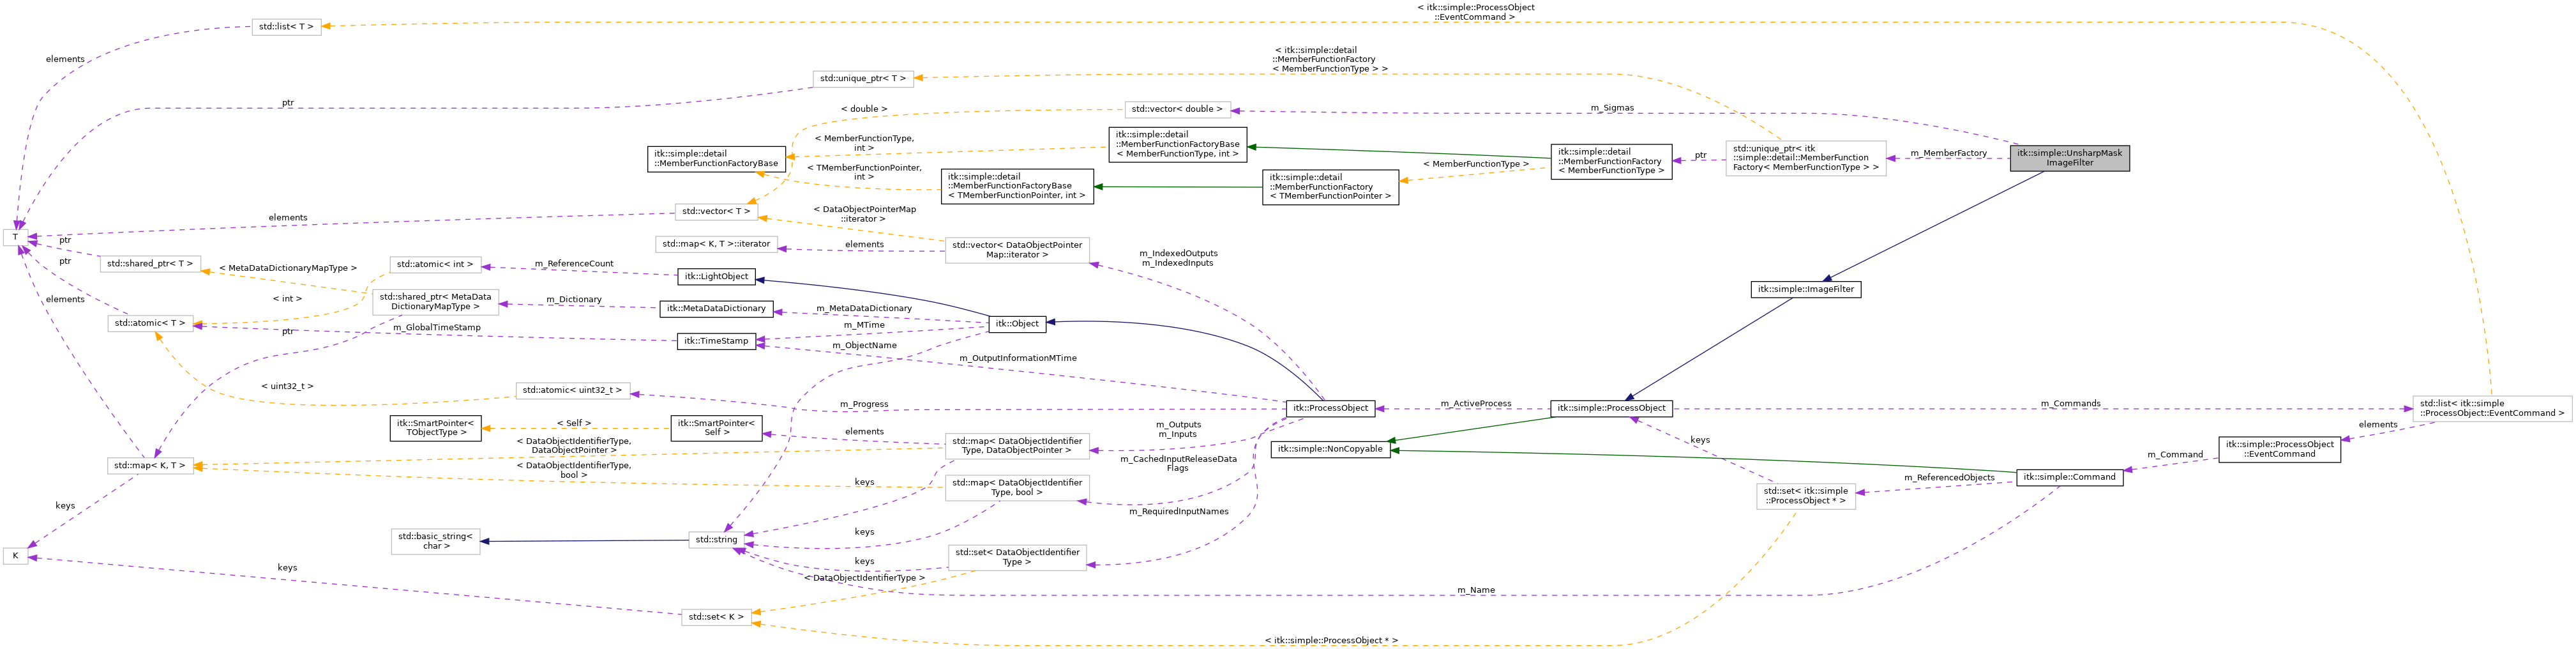 < itk::simple::ProcessObject
::EventCommand >
std::list< T >
< itk::simple::detail
::MemberFunctionFactory
< MemberFunctionType > >
elements
std::unique_ptr< T >
ptr
< double >
std::vector< double >
m_Sigmas
< MemberFunctionType,
int >
itk::simple::detail
::MemberFunctionFactoryBase
< MemberFunctionType, int >
itk::simple::detail
::MemberFunctionFactoryBase
< TMemberFunctionPointer,
int >
itk::simple::detail
::MemberFunctionFactoryBase
< TMemberFunctionPointer, int >
itk::simple::detail
::MemberFunctionFactory
< TMemberFunctionPointer >
< MemberFunctionType >
itk::simple::detail
::MemberFunctionFactory
< MemberFunctionType >
ptr
std::unique_ptr< itk
::simple::detail::MemberFunction
Factory< MemberFunctionType > >
m_MemberFactory
itk::simple::UnsharpMask
ImageFilter
elements
std::vector< T >
< DataObjectPointerMap
::iterator >
T
ptr
std::map< K, T >::iterator
elements
std::vector< DataObjectPointer
Map::iterator >
m_IndexedOutputs
m_IndexedInputs
ptr
std::shared_ptr< T >
< MetaDataDictionaryMapType >
std::atomic< int >
m_ReferenceCount
itk::LightObject
itk::simple::ImageFilter
elements
< int >
std::shared_ptr< MetaData
DictionaryMapType >
m_Dictionary
itk::MetaDataDictionary
m_MetaDataDictionary
std::atomic< T >
ptr
m_GlobalTimeStamp
itk::TimeStamp
m_MTime
m_ObjectName
itk::Object
m_OutputInformationMTime
< uint32_t >
std::atomic< uint32_t >
m_Progress
itk::ProcessObject
m_ActiveProcess
itk::simple::ProcessObject
m_Commands
std::list< itk::simple
::ProcessObject::EventCommand >
itk::SmartPointer<
TObjectType >
< Self >
itk::SmartPointer<
Self >
elements
m_Outputs
m_Inputs
elements
< DataObjectIdentifierType,
DataObjectPointer >
std::map< DataObjectIdentifier
Type, DataObjectPointer >
itk::simple::NonCopyable
keys
itk::simple::ProcessObject
::EventCommand
m_Command
std::map< K, T >
< DataObjectIdentifierType,
bool >
m_CachedInputReleaseData
Flags
keys
std::map< DataObjectIdentifier
Type, bool >
m_ReferencedObjects
itk::simple::Command
std::set< itk::simple
::ProcessObject * >
keys
m_RequiredInputNames
std::basic_string<
char >
std::string
keys
K
keys
keys
std::set< DataObjectIdentifier
Type >
< DataObjectIdentifierType >
m_Name
std::set< K >
< itk::simple::ProcessObject * >